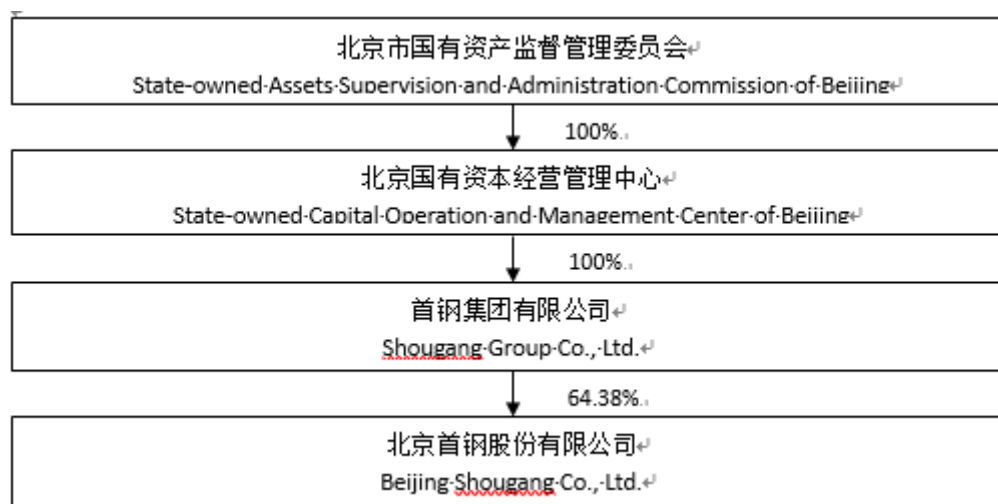 北京市国有资产监督管理委员会
State-owned Assets Supervision and Administration Commission of Beijing
100%
北京国有资本经营管理中心
State-owned Capital Operation and Management Center of Beijing
100%
首钢集团有限公司
Shougang Group Co., Ltd.
64.38%
北京首钢股份有限公司
Beijing Shougang Co., Ltd.